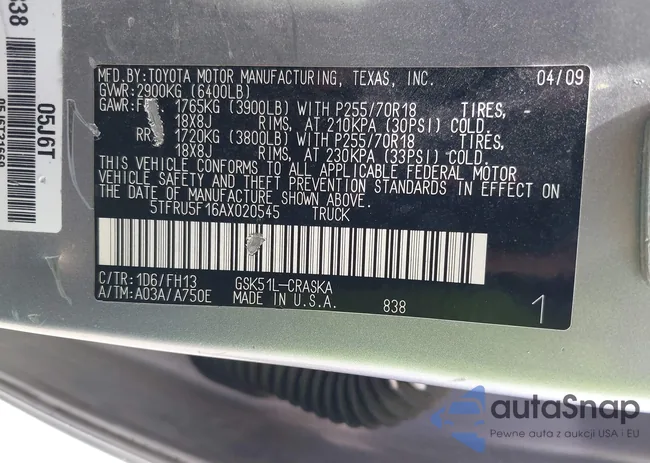 838
05J6T
MFD.BY: TOYOTA MOTOR MANUFACTURING, TEXAS, INC. 04/09
GVWR: 2900KG (6400LB)
GAWR: 1765KG (3900LB) WITH P255/70R18 TIRES,
18X8J RIMS, AT 210KPA (30PSI) COLD.
RR 1720KG (3800LB) WITH P255/70R18 TIRES,
18X8J RIMS, AT 230KPA (33PSI) COLD.
THIS VEHICLE CONFORMS TO ALL APPLICABLE FEDERAL MOTOR
VEHICLE SAFETY AND THEFT PREVENTION STANDARDS IN EFFECT ON
THE DATE OF MANUFACTURE SHOWN ABOVE.
5TFRU5F16AX020545 TRUCK
C/TR: 1D6/FH13 GSK51L-CRASKA
A/TM: A03A/A750E MADE IN U.S.A. 838 1
autoSnap
Pewne auta z aukcji USA i EU